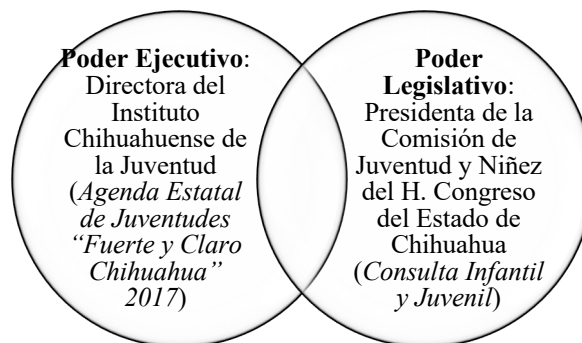 Poder Ejecutivo:
Directora del
Instituto
Chihuahuense de
la Juventud
(Agenda Estatal
de Juventudes
“Fuerte y Claro
Chihuahua”
2017)
Poder
Legislativo:
Presidenta de la
Comisión de
Juventud y Niñez
del H. Congreso
del Estado de
Chihuahua
(Consulta Infantil
y Juvenil)